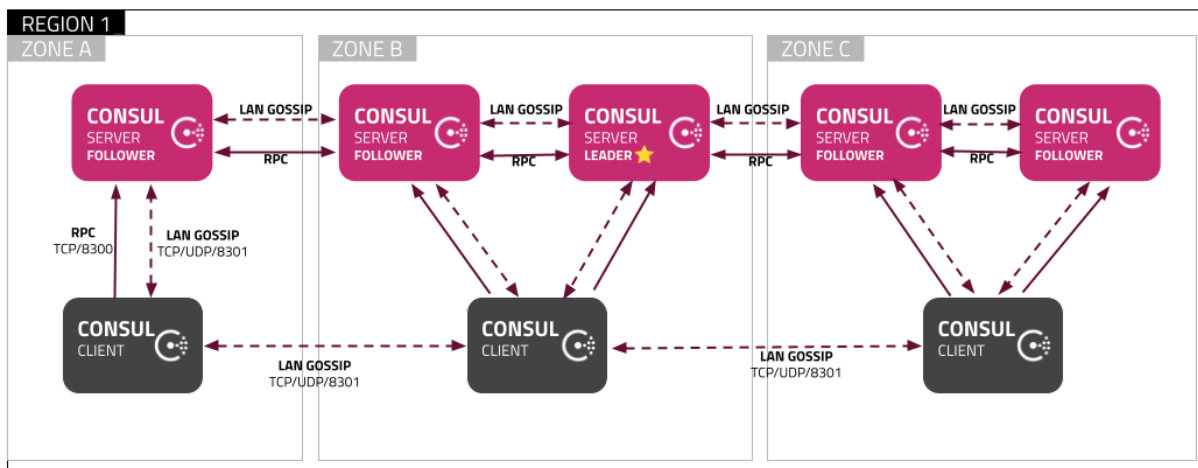 REGION 1
ZONE A
ZONE B
ZONE C
CONSUL
SERVER
FOLLOWER
LAN GOSSIP
RPC
CONSUL
SERVER
FOLLOWER
LAN GOSSIP
RPC
CONSUL
SERVER
LEADER
LAN GOSSIP
RPC
CONSUL
SERVER
FOLLOWER
LAN GOSSIP
RPC
CONSUL
SERVER
FOLLOWER
RPC
TCP/8300
LAN GOSSIP
TCP/UDP/8301
CONSUL
CLIENT
LAN GOSSIP
TCP/UDP/8301
CONSUL
CLIENT
LAN GOSSIP
TCP/UDP/8301
CONSUL
CLIENT